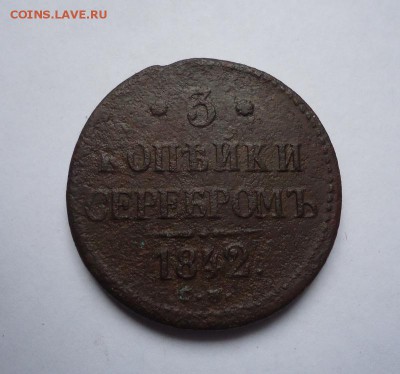 COINS.LAVE.RU
* 3 *
КОПѢЙКИ
СЕРЕБРОМЪ
1842.